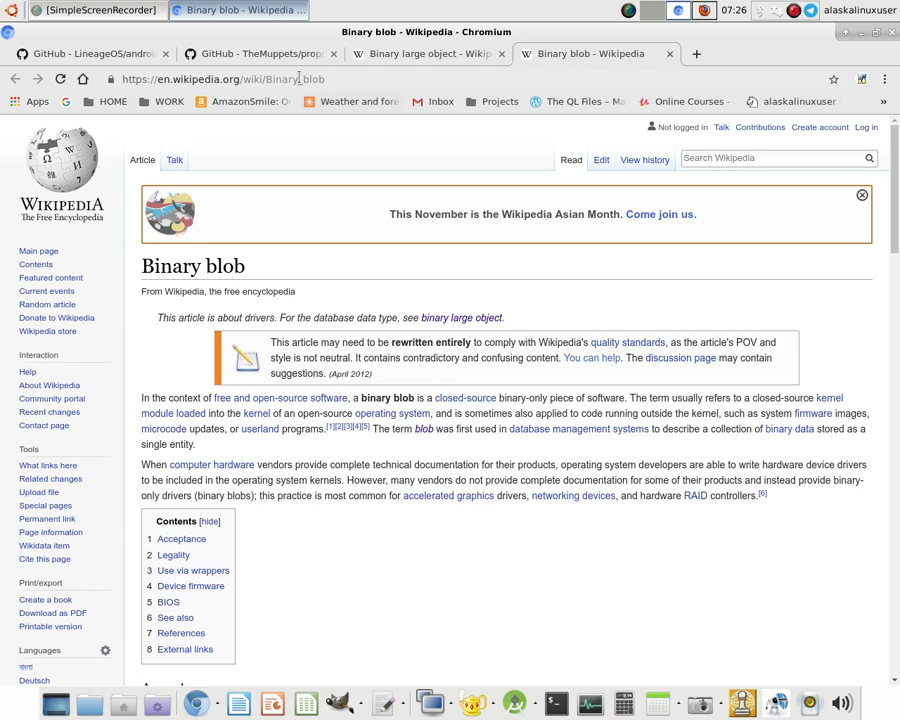 [SimpleScreenRecorder]
Binary blob - Wikipedia ...
07:26
alaskalinuxuser
Binary blob - Wikipedia - Chromium
GitHub - LineageOS/andro
GitHub - TheMuppets/propr
Binary large object - Wikip
Binary blob - Wikipedia
https://en.wikipedia.org/wiki/Binary_blob
Apps
HOME
WORK
AmazonSmile: O
Weather and fore
Inbox
Projects
The QL Files – Ma
Online Courses -
alaskalinuxuser
»
Not logged in Talk Contributions Create account Log in
Article Talk
Read Edit View history
Search Wikipedia
WIKIPEDIA
The Free Encyclopedia
This November is the Wikipedia Asian Month. Come join us.
Main page
Contents
Featured content
Current events
Random article
Donate to Wikipedia
Wikipedia store
Interaction
Help
About Wikipedia
Community portal
Recent changes
Contact page
Tools
What links here
Related changes
Upload file
Special pages
Permanent link
Page information
Wikidata item
Cite this page
Print/export
Create a book
Download as PDF
Printable version
Languages
বাংলা
Deutsch
Binary blob
From Wikipedia, the free encyclopedia
This article is about drivers. For the database data type, see binary large object.
This article may need to be rewritten entirely to comply with Wikipedia's quality standards, as the article's POV and
style is not neutral. It contains contradictory and confusing content. You can help. The discussion page may contain
suggestions. (April 2012)
In the context of free and open-source software, a binary blob is a closed-source binary-only piece of software. The term usually refers to a closed-source kernel
module loaded into the kernel of an open-source operating system, and is sometimes also applied to code running outside the kernel, such as system firmware images,
microcode updates, or userland programs.[1][2][3][4][5] The term blob was first used in database management systems to describe a collection of binary data stored as a
single entity.
When computer hardware vendors provide complete technical documentation for their products, operating system developers are able to write hardware device drivers
to be included in the operating system kernels. However, many vendors do not provide complete documentation for some of their products and instead provide binary-
only drivers (binary blobs); this practice is most common for accelerated graphics drivers, networking devices, and hardware RAID controllers.[6]
Contents [hide]
1 Acceptance
2 Legality
3 Use via wrappers
4 Device firmware
5 BIOS
6 See also
7 References
8 External links